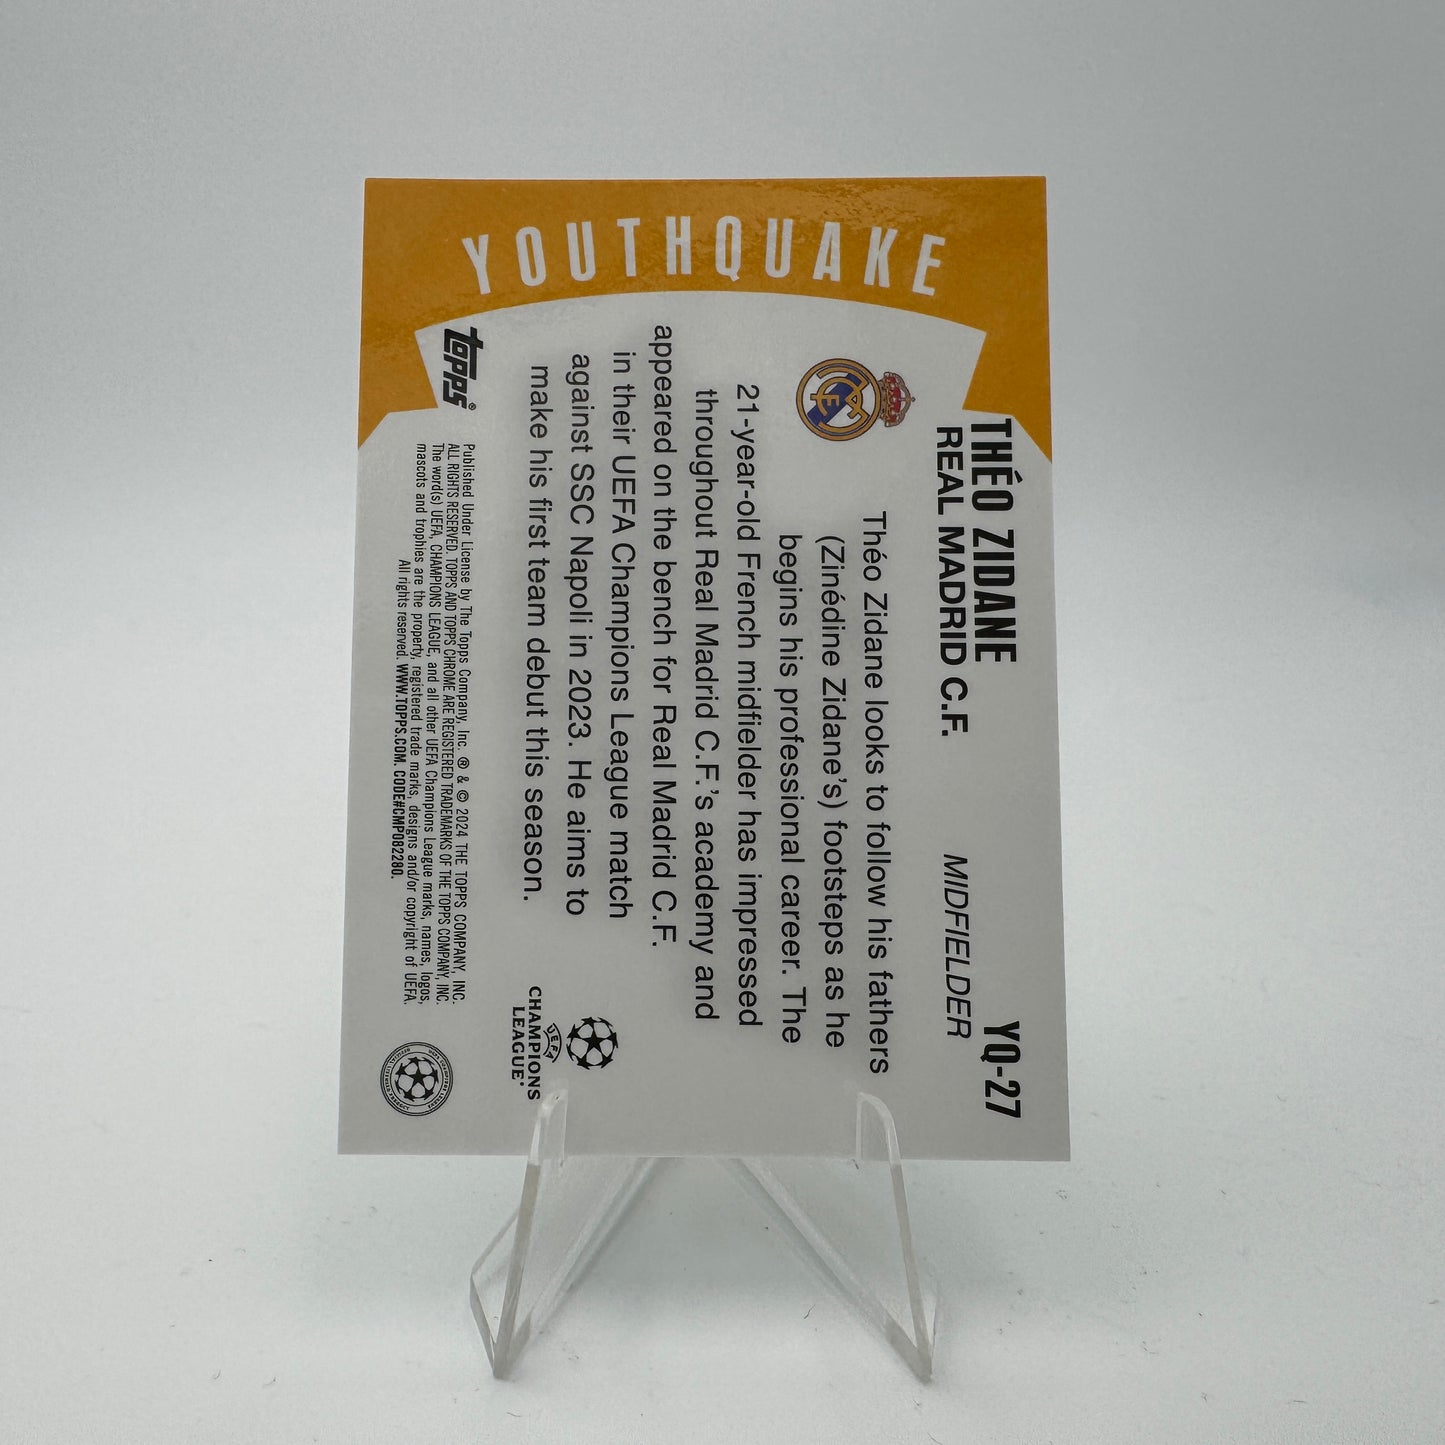 YOUTHQUAKE
THÉO ZIDANE
YQ-27
REAL MADRID C.F.
MIDFIELDER
Théo Zidane looks to follow his fathers
(Zinédine Zidane's) footsteps as he
begins his professional career. The
21-year-old French midfielder has impressed
throughout Real Madrid C.F.'s academy and
appeared on the bench for Real Madrid C.F.
in their UEFA Champions League match
against SSC Napoli in 2023. He aims to
make his first team debut this season.
UEFA
CHAMPIONS
LEAGUE®
topps®
Published Under License by The Topps Company, Inc. ® & © 2024 THE TOPPS COMPANY, INC.
ALL RIGHTS RESERVED. TOPPS AND TOPPS CHROME ARE REGISTERED TRADEMARKS OF THE TOPPS COMPANY, INC.
The word(s) UEFA, CHAMPIONS LEAGUE, and all other UEFA Champions League marks, names, logos,
mascots and trophies are the property, registered trade marks, designs and/or copyright of UEFA.
All rights reserved. WWW.TOPPS.COM. CODE#CMP082280.